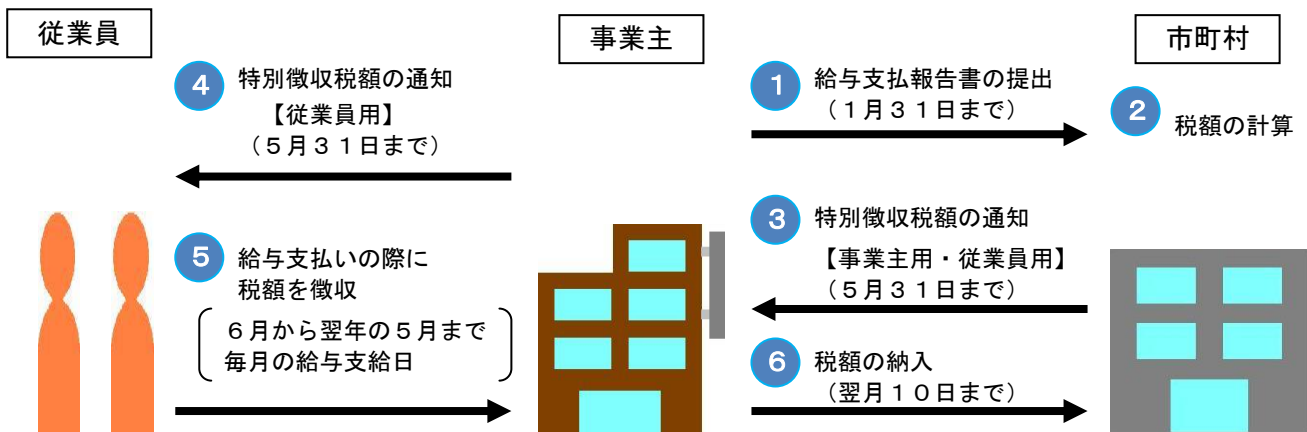 従業員
事業主
市町村
4 特別徴収税額の通知
【従業員用】
（５月３１日まで）
1 給与支払報告書の提出
（１月３１日まで）
2 税額の計算
3 特別徴収税額の通知
【事業主用・従業員用】
（５月３１日まで）
5 給与支払いの際に
税額を徴収
６月から翌年の５月まで
毎月の給与支給日
6 税額の納入
（翌月１０日まで）